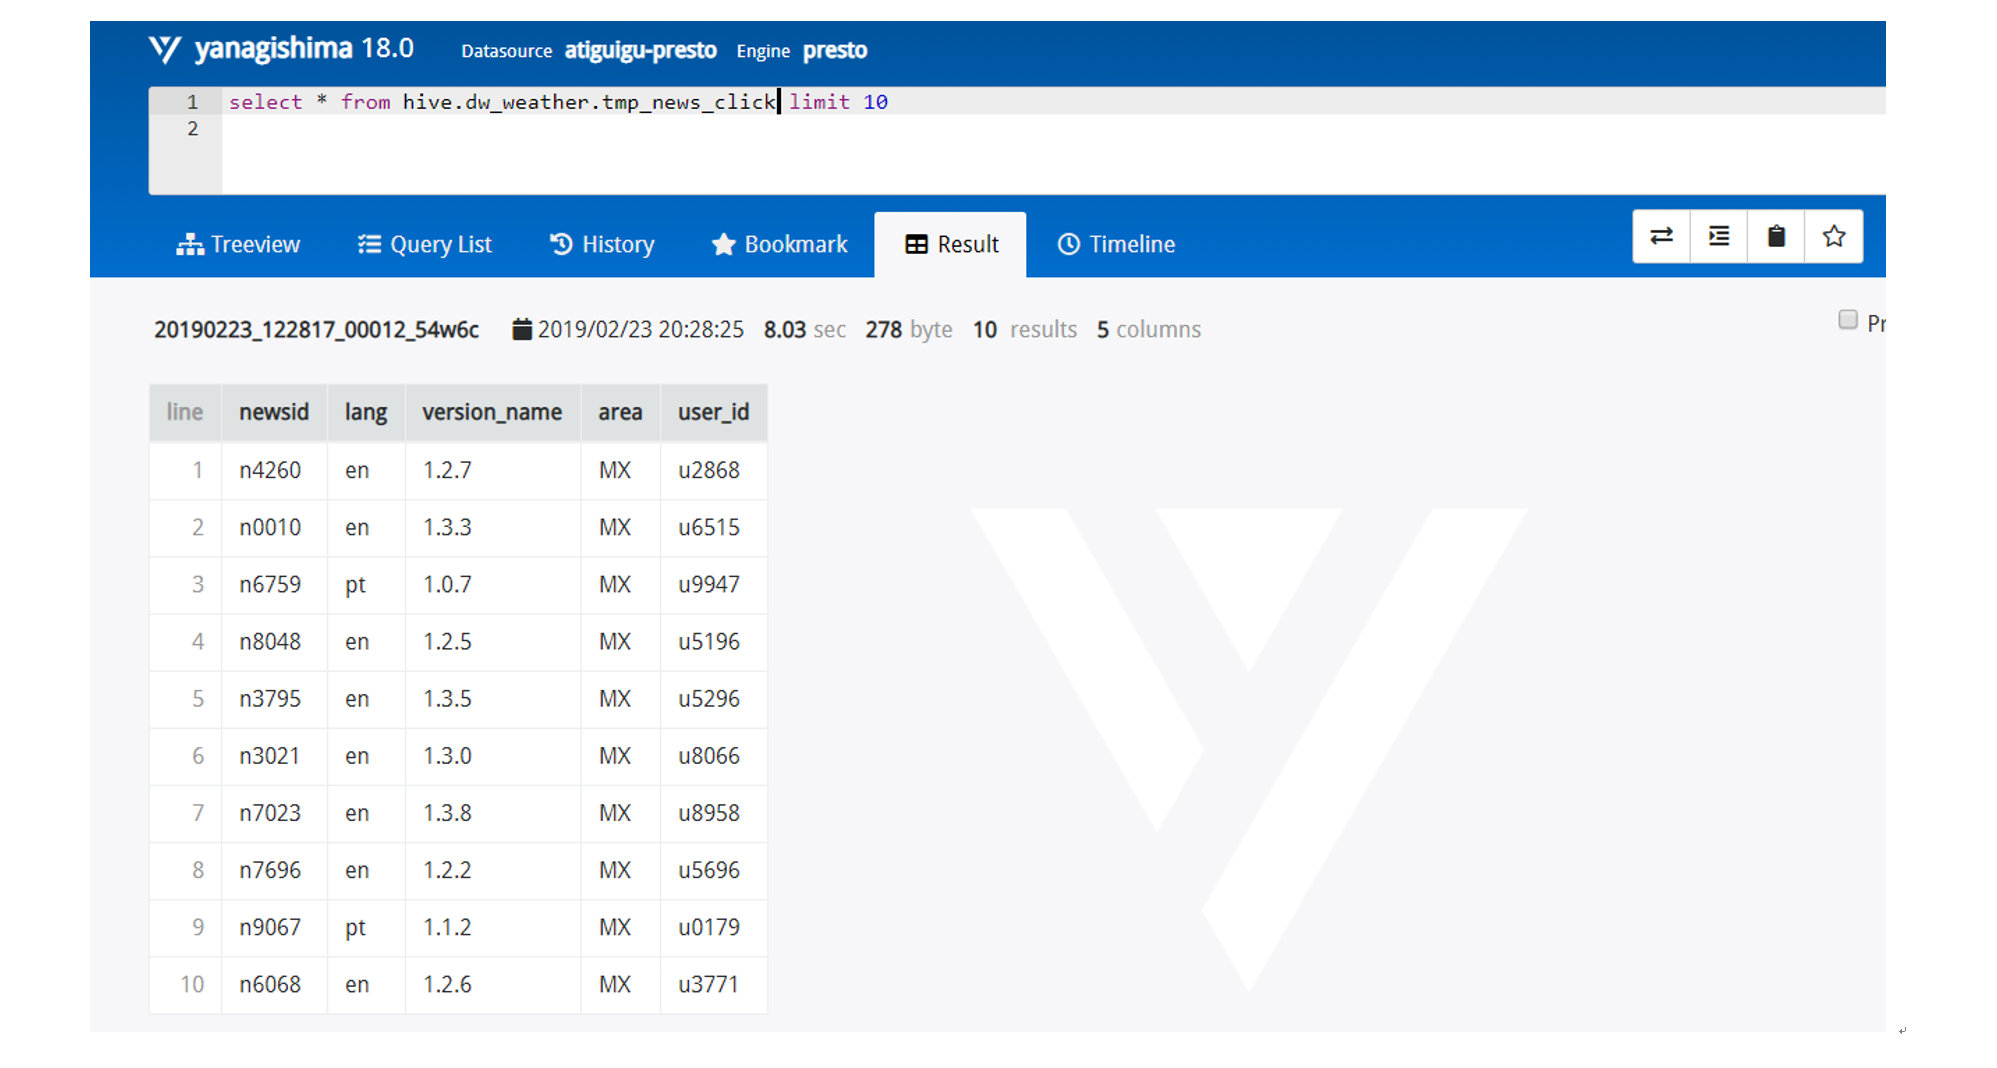 yanagishima 18.0 Datasource atiguigu-presto Engine presto
1 select * from hive.dw_weather.tmp_news_click limit 10
2
Treeview Query List History Bookmark Result Timeline
20190223_122817_00012_54w6c 2019/02/23 20:28:25 8.03 sec 278 byte 10 results 5 columns Pr
line newsid lang version_name area user_id
1 n4260 en 1.2.7 MX u2868
2 n0010 en 1.3.3 MX u6515
3 n6759 pt 1.0.7 MX u9947
4 n8048 en 1.2.5 MX u5196
5 n3795 en 1.3.5 MX u5296
6 n3021 en 1.3.0 MX u8066
7 n7023 en 1.3.8 MX u8958
8 n7696 en 1.2.2 MX u5696
9 n9067 pt 1.1.2 MX u0179
10 n6068 en 1.2.6 MX u3771